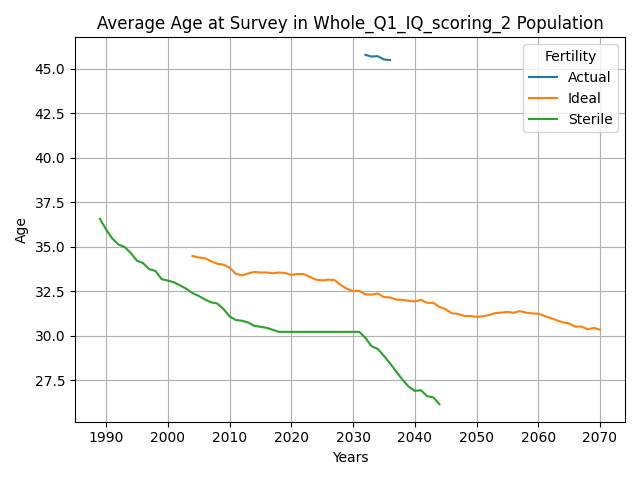 Average Age at Survey in Whole_Q1_IQ_scoring_2 Population
Fertility
Actual
Ideal
Sterile
45.0
42.5
40.0
37.5
35.0
32.5
30.0
27.5
Age
1990 2000 2010 2020 2030 2040 2050 2060 2070
Years